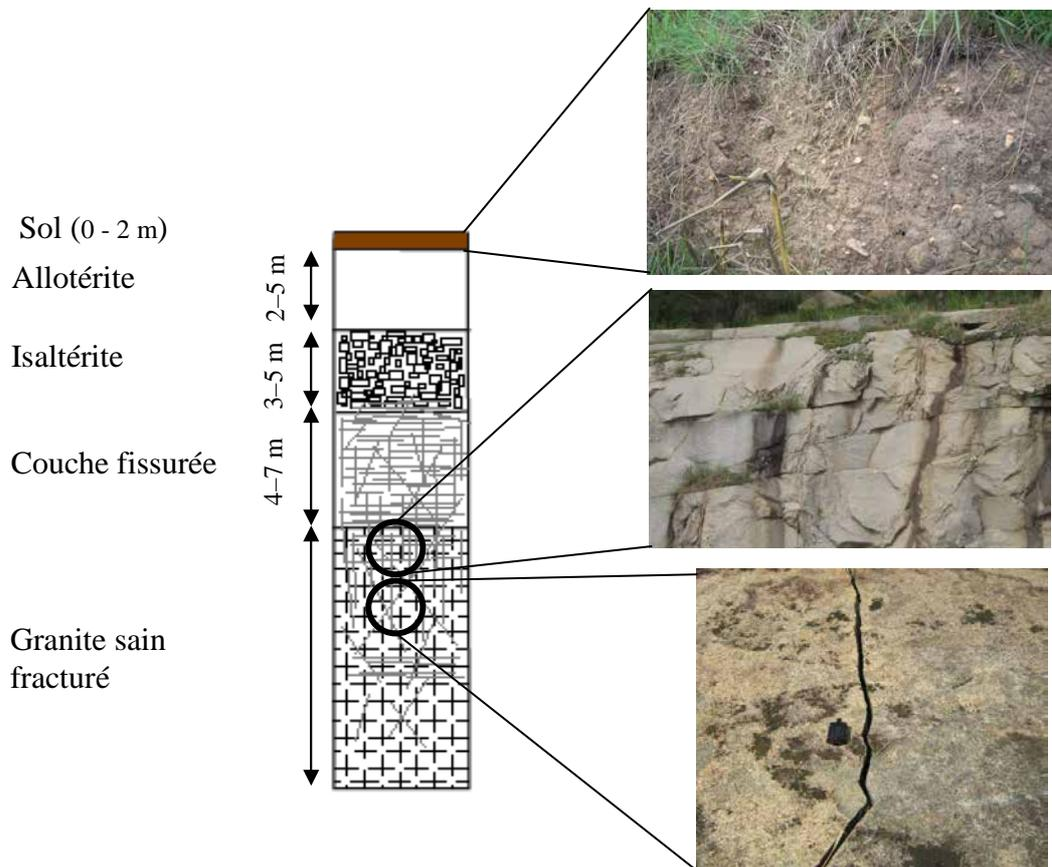 Sol (0 - 2 m)
Allotérite
2–5 m
Isaltérite
3–5 m
Couche fissurée
4–7 m
Granite sain
fracturé